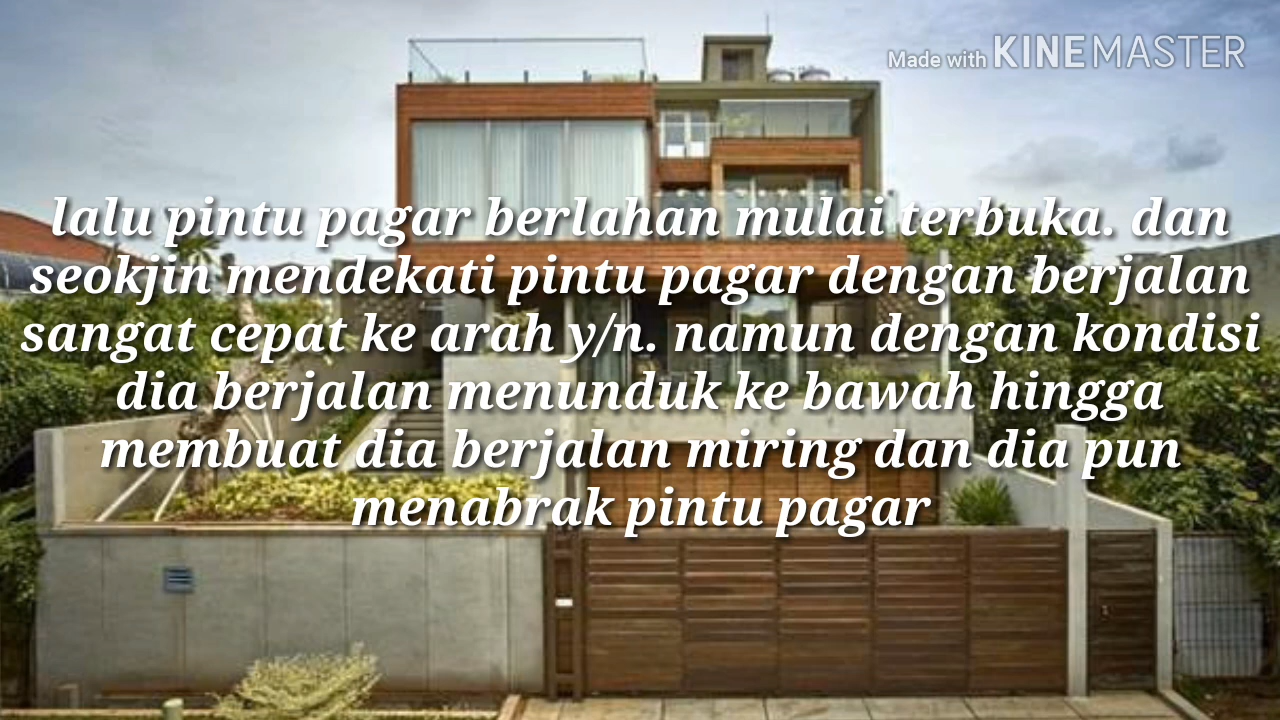 Made with KINEMASTER
lalu pintu pagar berlahan mulai terbuka. dan
seokjin mendekati pintu pagar dengan berjalan
sangat cepat ke arah y/n. namun dengan kondisi
dia berjalan menunduk ke bawah hingga
membuat dia berjalan miring dan dia pun
menabrak pintu pagar